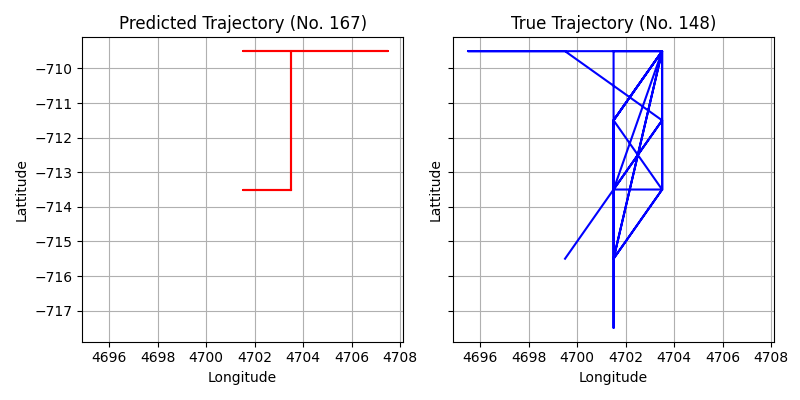 Predicted Trajectory (No. 167)
True Trajectory (No. 148)
Lattitude
−710
−711
−712
−713
−714
−715
−716
−717
4696 4698 4700 4702 4704 4706 4708
Longitude
Lattitude
4696 4698 4700 4702 4704 4706 4708
Longitude